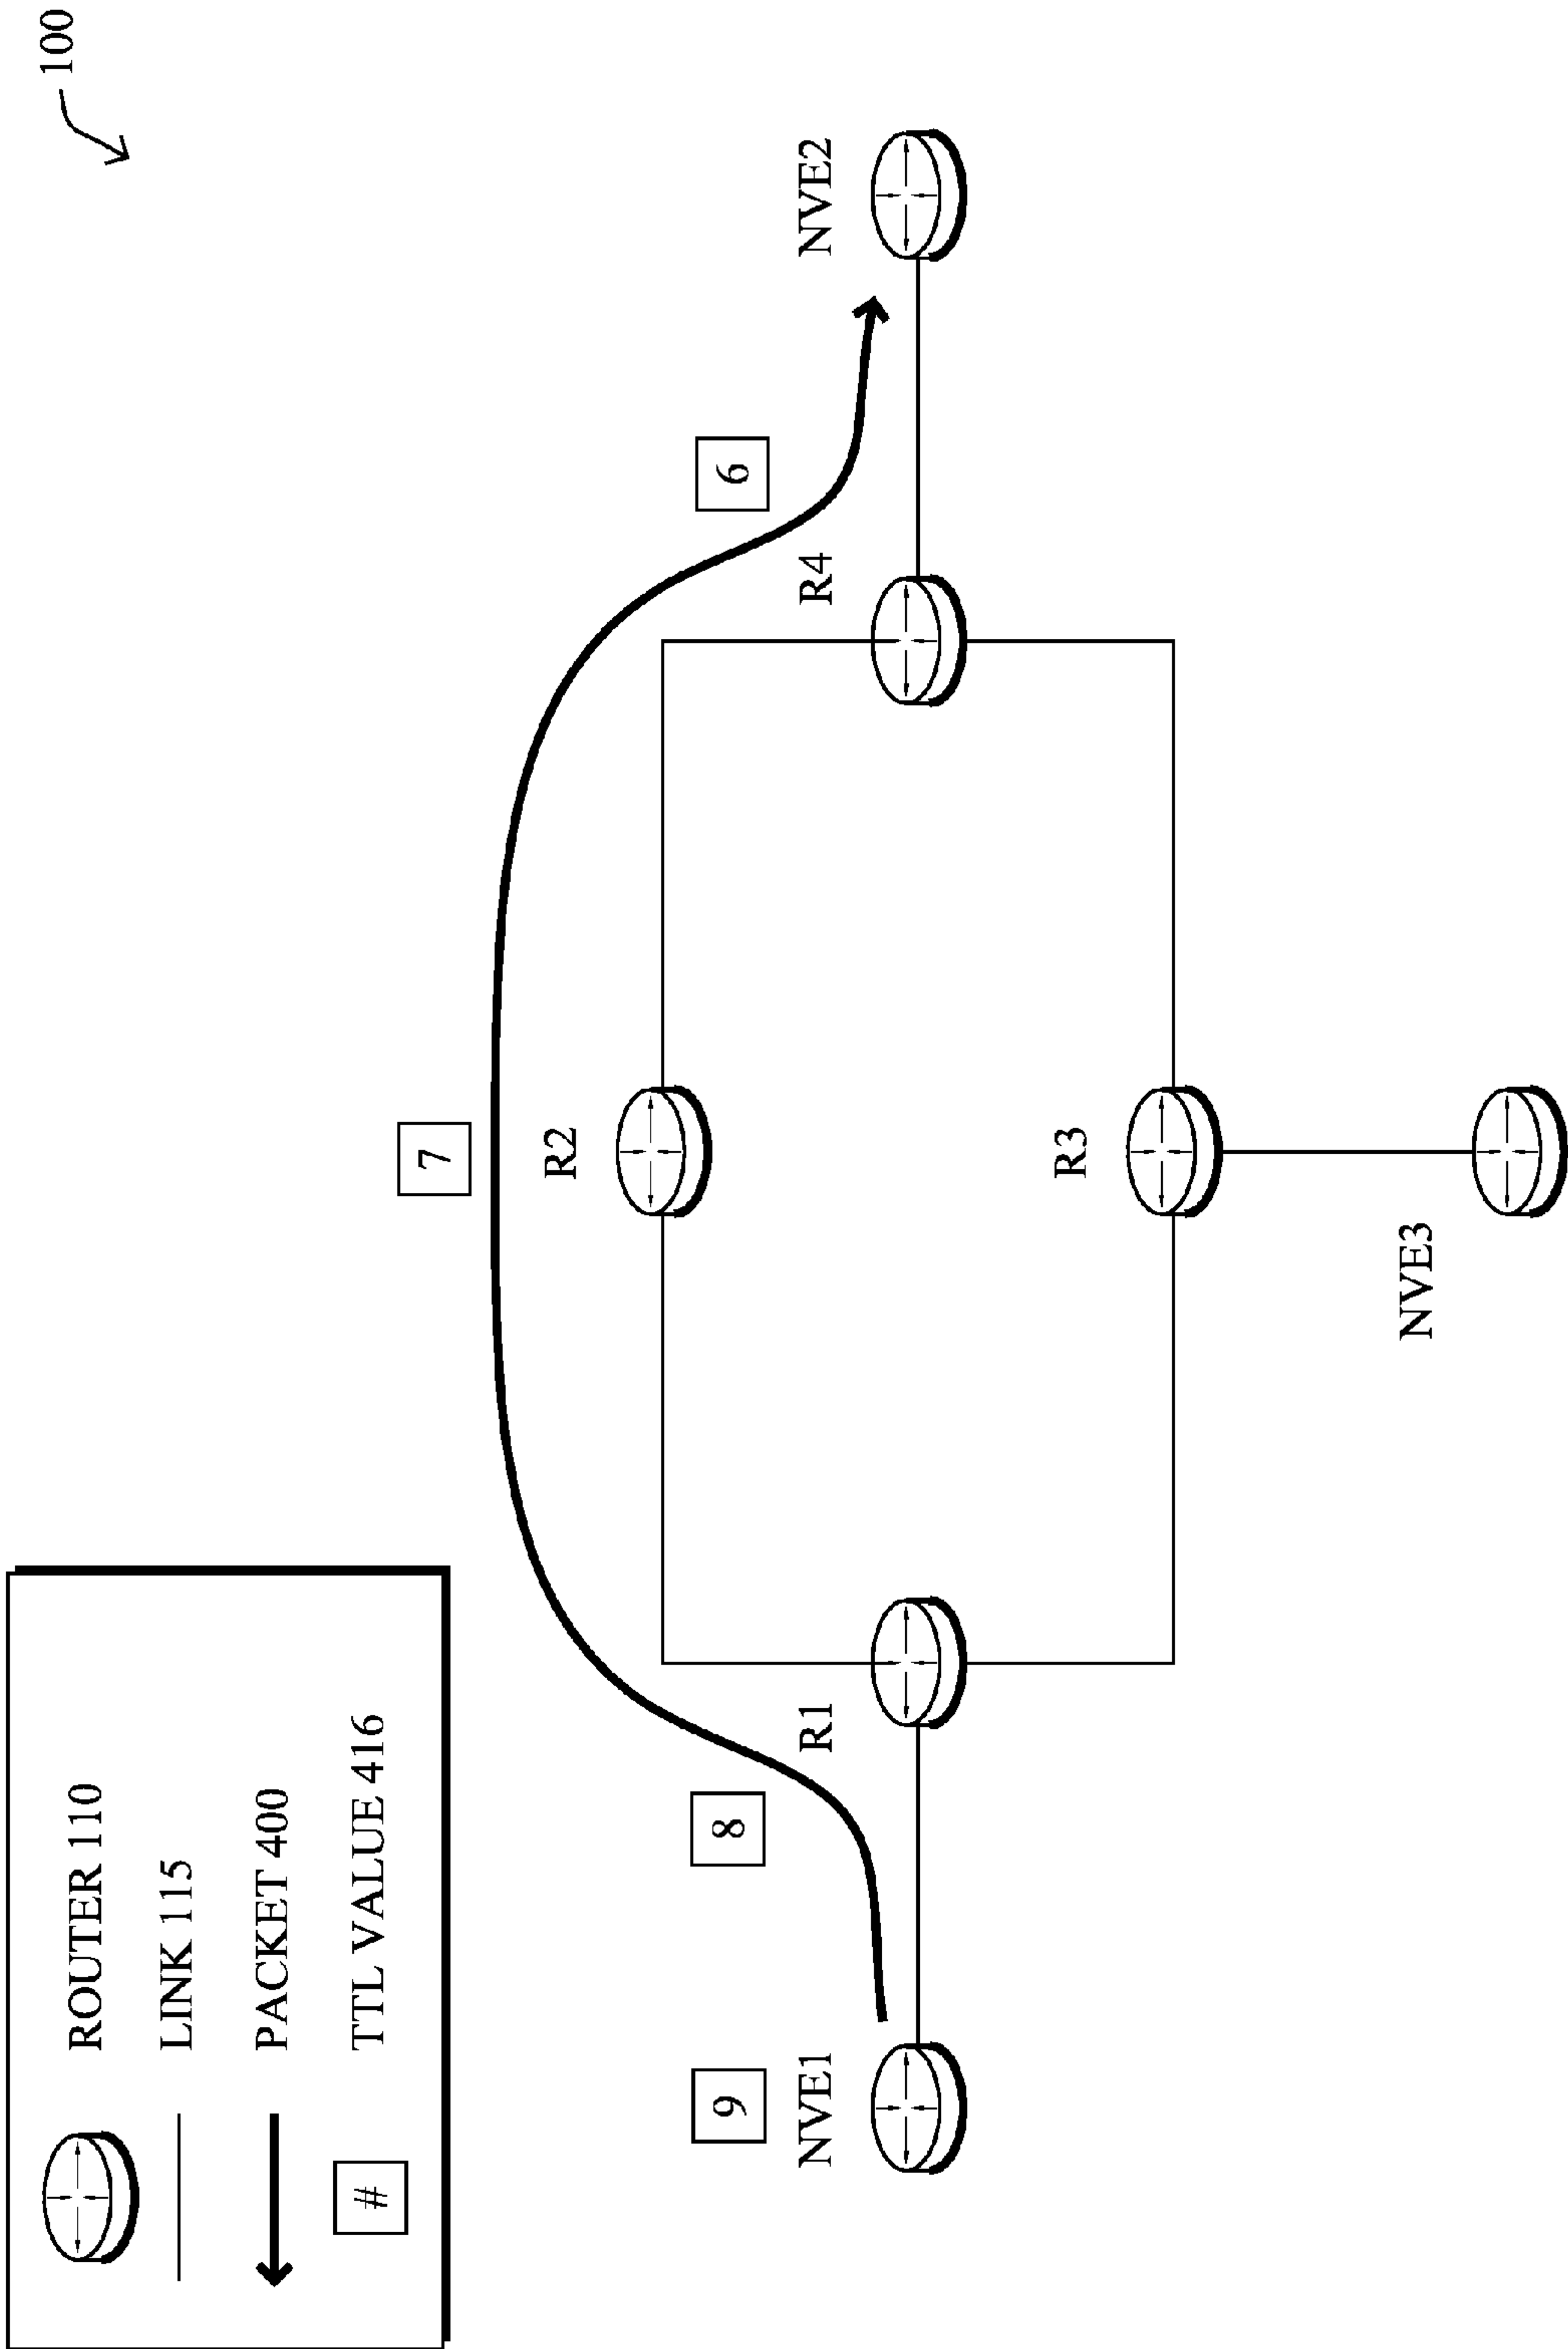 ROUTER 110
LINK 115
PACKET 400
# TTL VALUE 416
100
7
8
6
9
R2
NVE1
R1
R4
NVE2
R3
NVE3